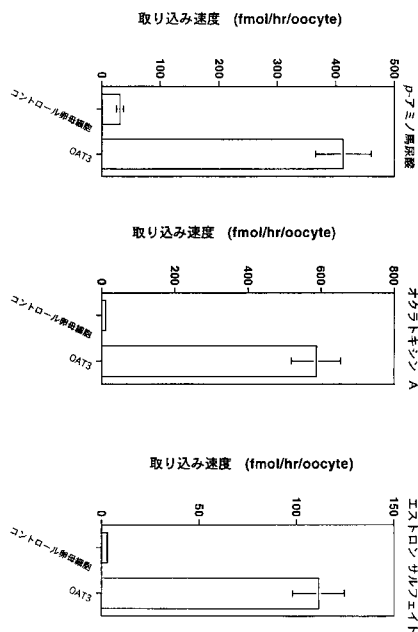 取り込み速度 (fmol/hr/oocyte)
0
100
200
300
400
500
p-アミノ馬尿酸
コントロール卵母細胞
OAT3
取り込み速度 (fmol/hr/oocyte)
0
200
400
600
800
オクラトキシン A
コントロール卵母細胞
OAT3
取り込み速度 (fmol/hr/oocyte)
0
50
100
150
エストロン サルフェイト
コントロール卵母細胞
OAT3